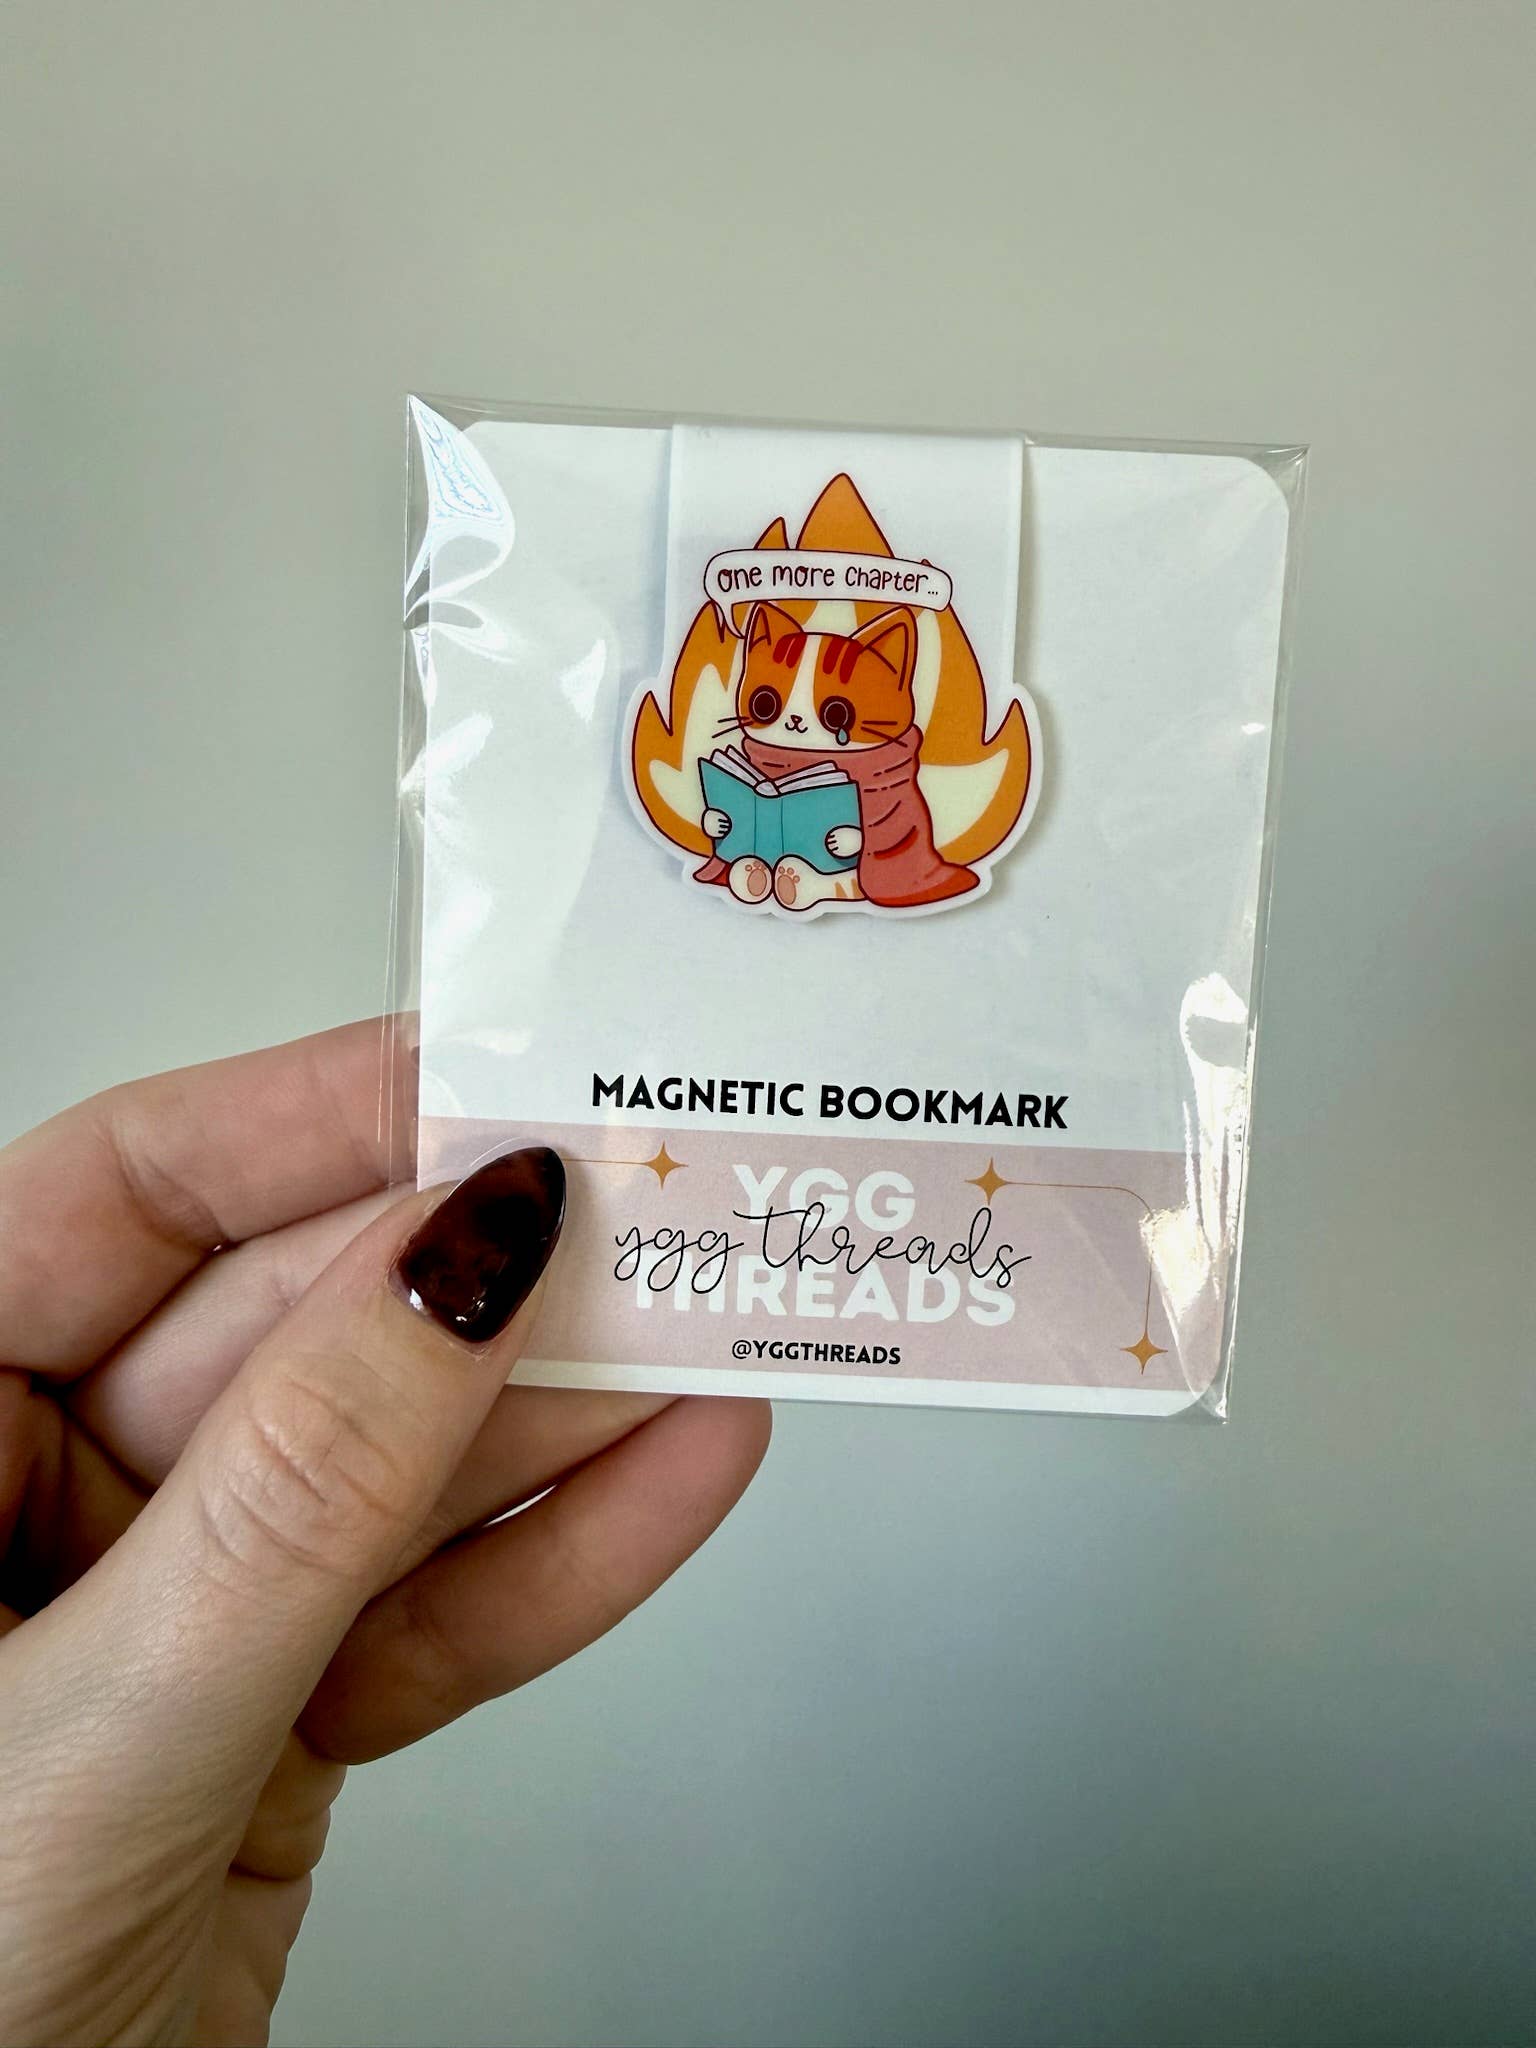 one more chapter...
MAGNETIC BOOKMARK
YGG
ygg threads
THREADS
@YGGTHREADS